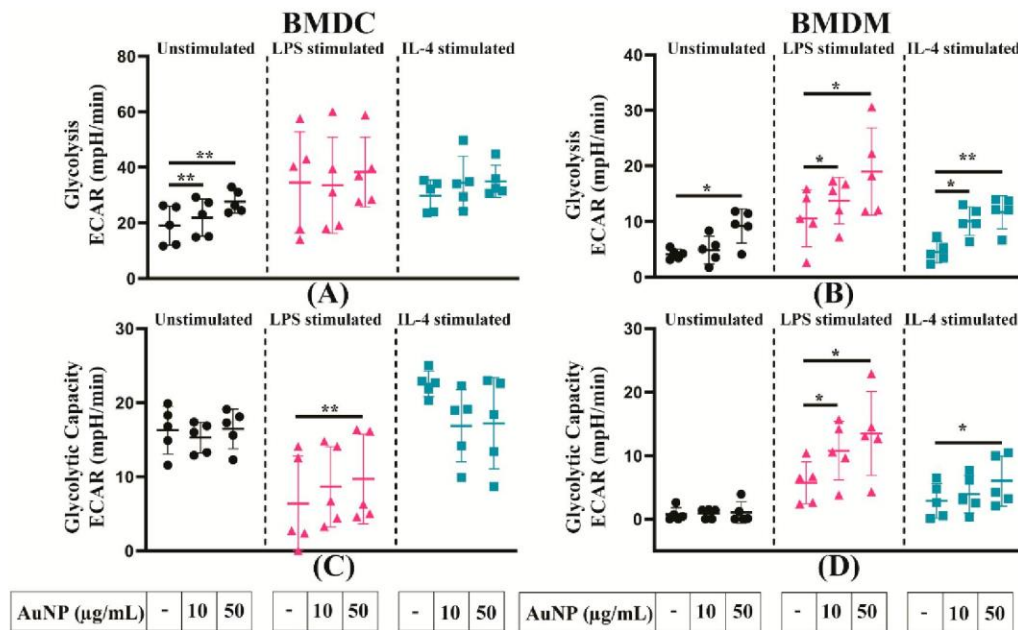 BMDC
BMDM
Unstimulated LPS stimulated IL-4 stimulated
Unstimulated LPS stimulated IL-4 stimulated
Glycolysis
ECAR (mpH/min)
80
60
40
20
0
** **
(A)
Glycolysis
ECAR (mpH/min)
40
30
20
10
0
* * * * **
(B)
Unstimulated LPS stimulated IL-4 stimulated
Unstimulated LPS stimulated IL-4 stimulated
Glycolytic Capacity
ECAR (mpH/min)
30
20
10
0
**
(C)
Glycolytic Capacity
ECAR (mpH/min)
30
20
10
0
* * *
(D)
AuNP (µg/mL) - 10 50 - 10 50 - 10 50
AuNP (µg/mL) - 10 50 - 10 50 - 10 50